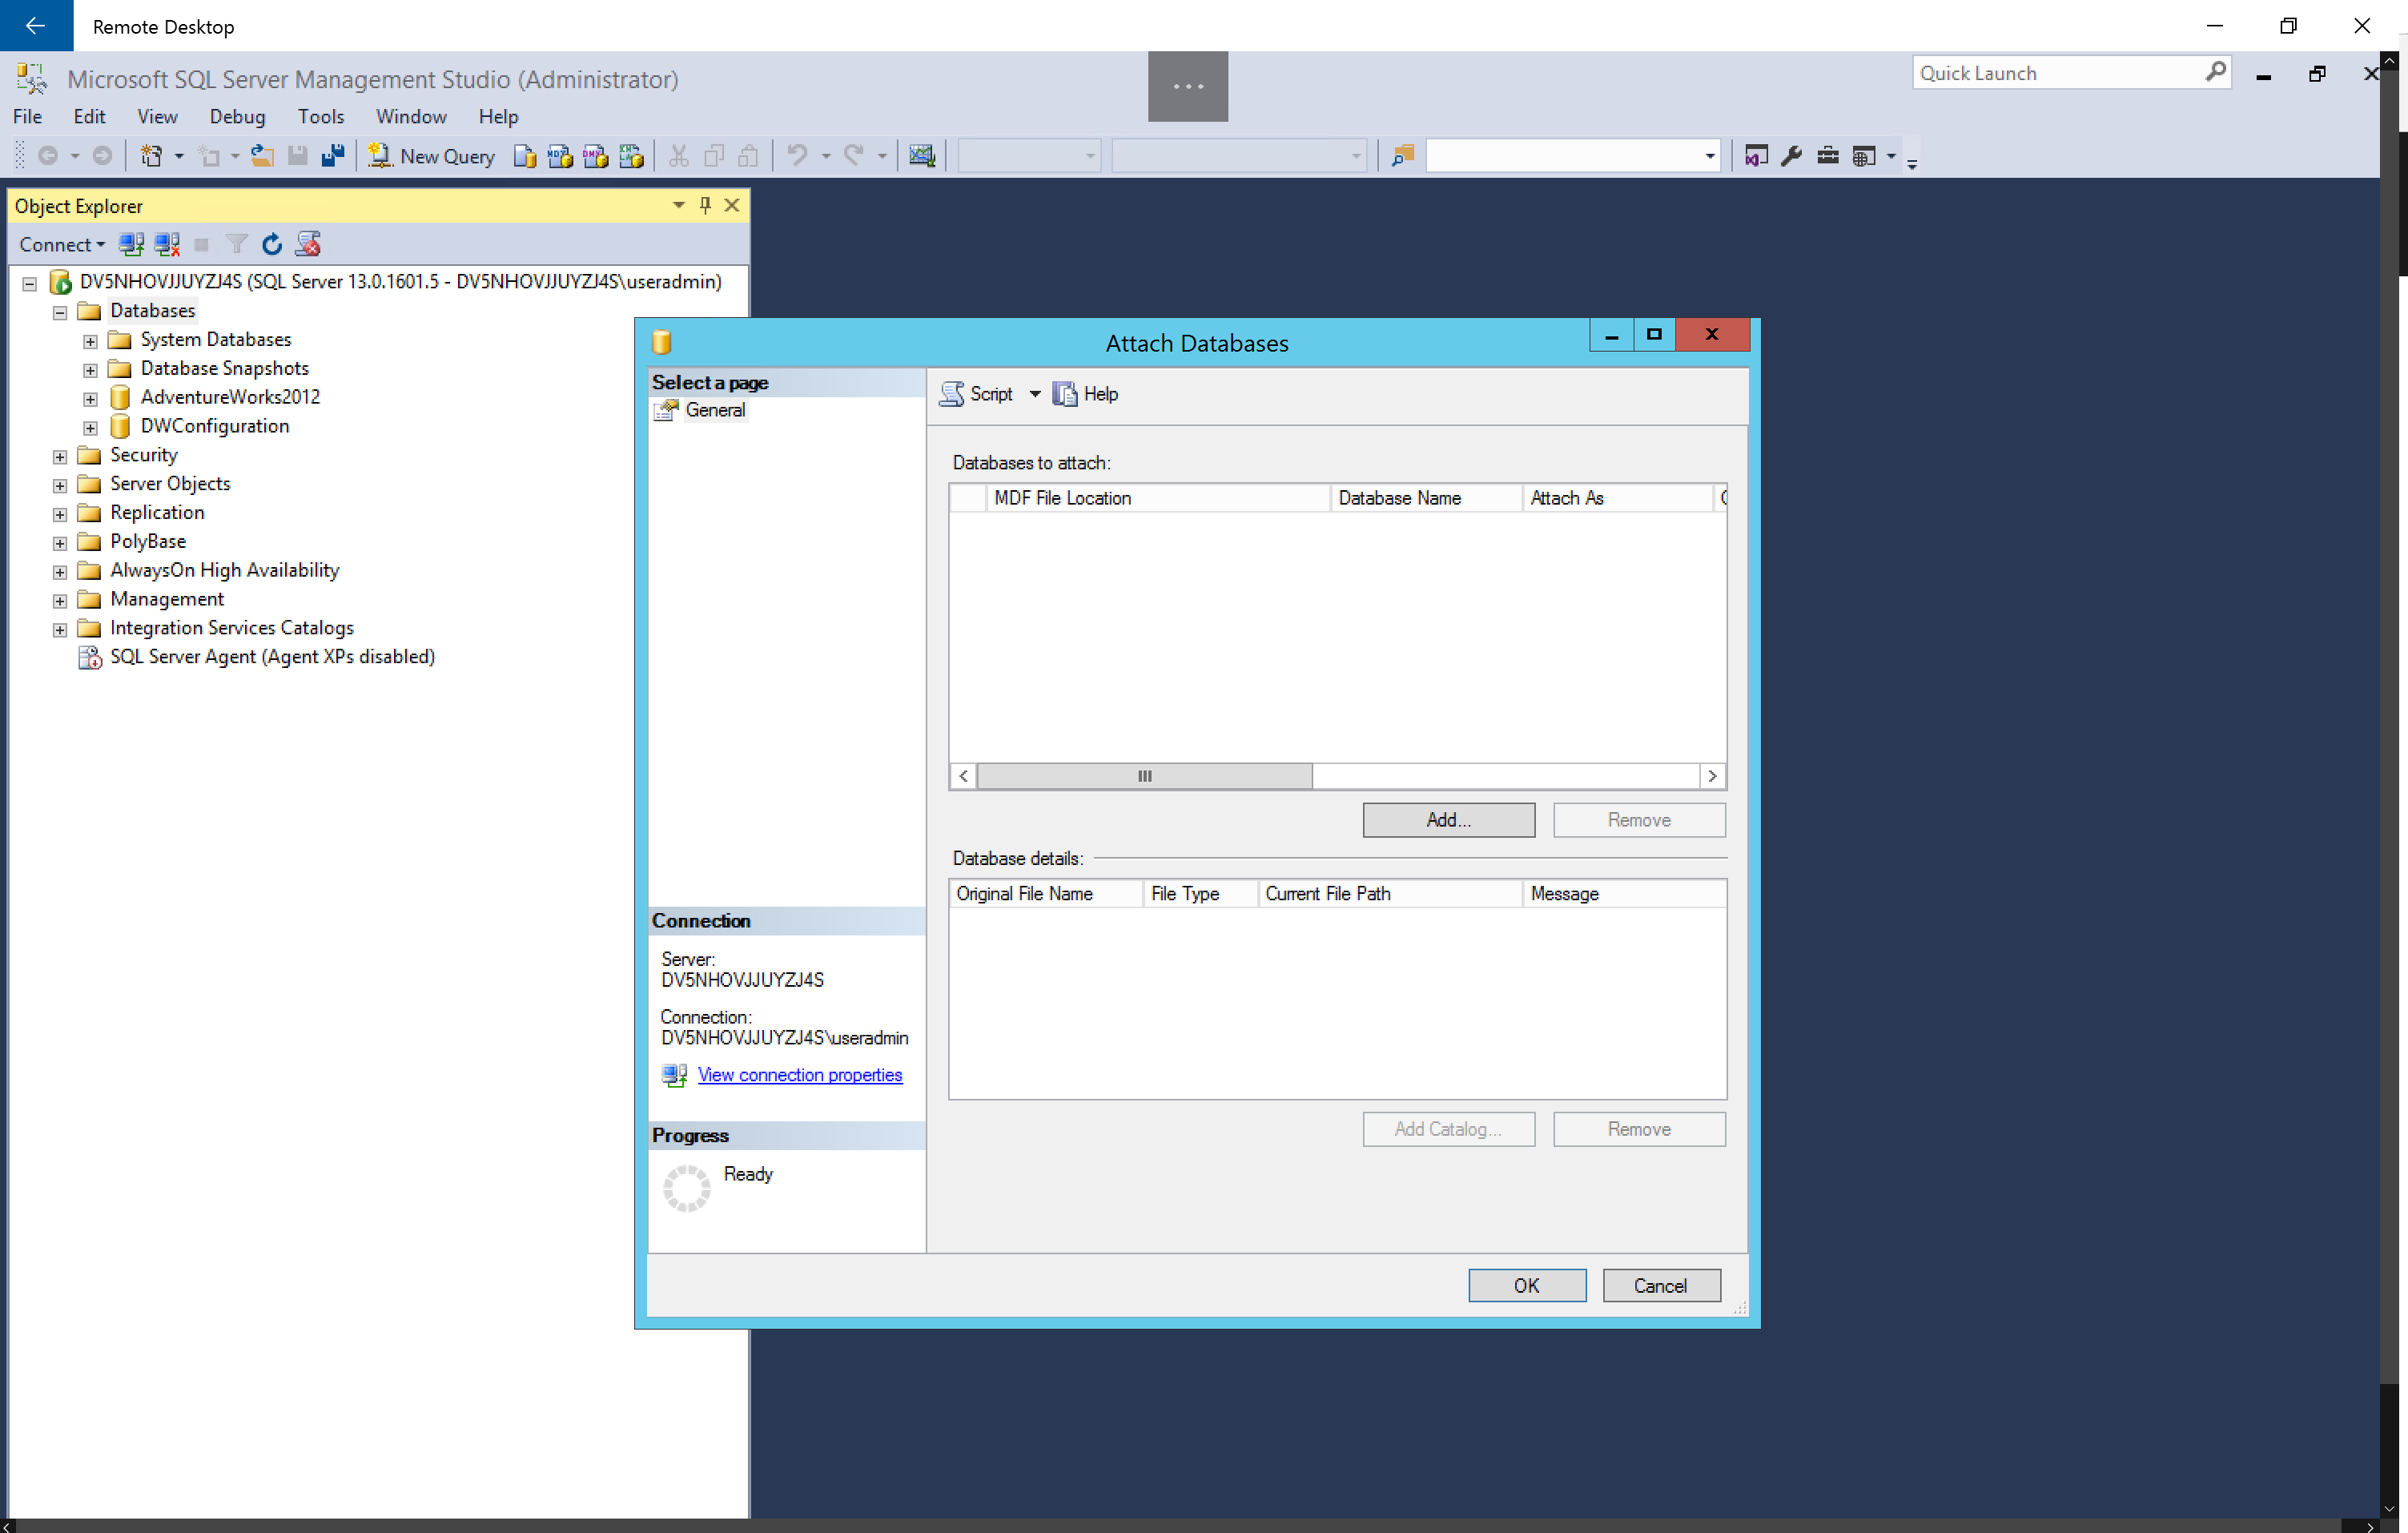 Remote Desktop
Microsoft SQL Server Management Studio (Administrator)
Quick Launch
File Edit View Debug Tools Window Help
New Query
Object Explorer
Connect
DV5NHOVJJUYZJ4S (SQL Server 13.0.1601.5 - DV5NHOVJJUYZJ4S\useradmin)
Databases
System Databases
Database Snapshots
AdventureWorks2012
DWConfiguration
Security
Server Objects
Replication
PolyBase
AlwaysOn High Availability
Management
Integration Services Catalogs
SQL Server Agent (Agent XPs disabled)
Attach Databases
Select a page
General
Script Help
Databases to attach:
MDF File Location Database Name Attach As
Add... Remove
Database details:
Original File Name File Type Current File Path Message
Add Catalog... Remove
Connection
Server:
DV5NHOVJJUYZJ4S
Connection:
DV5NHOVJJUYZJ4S\useradmin
View connection properties
Progress
Ready
OK Cancel